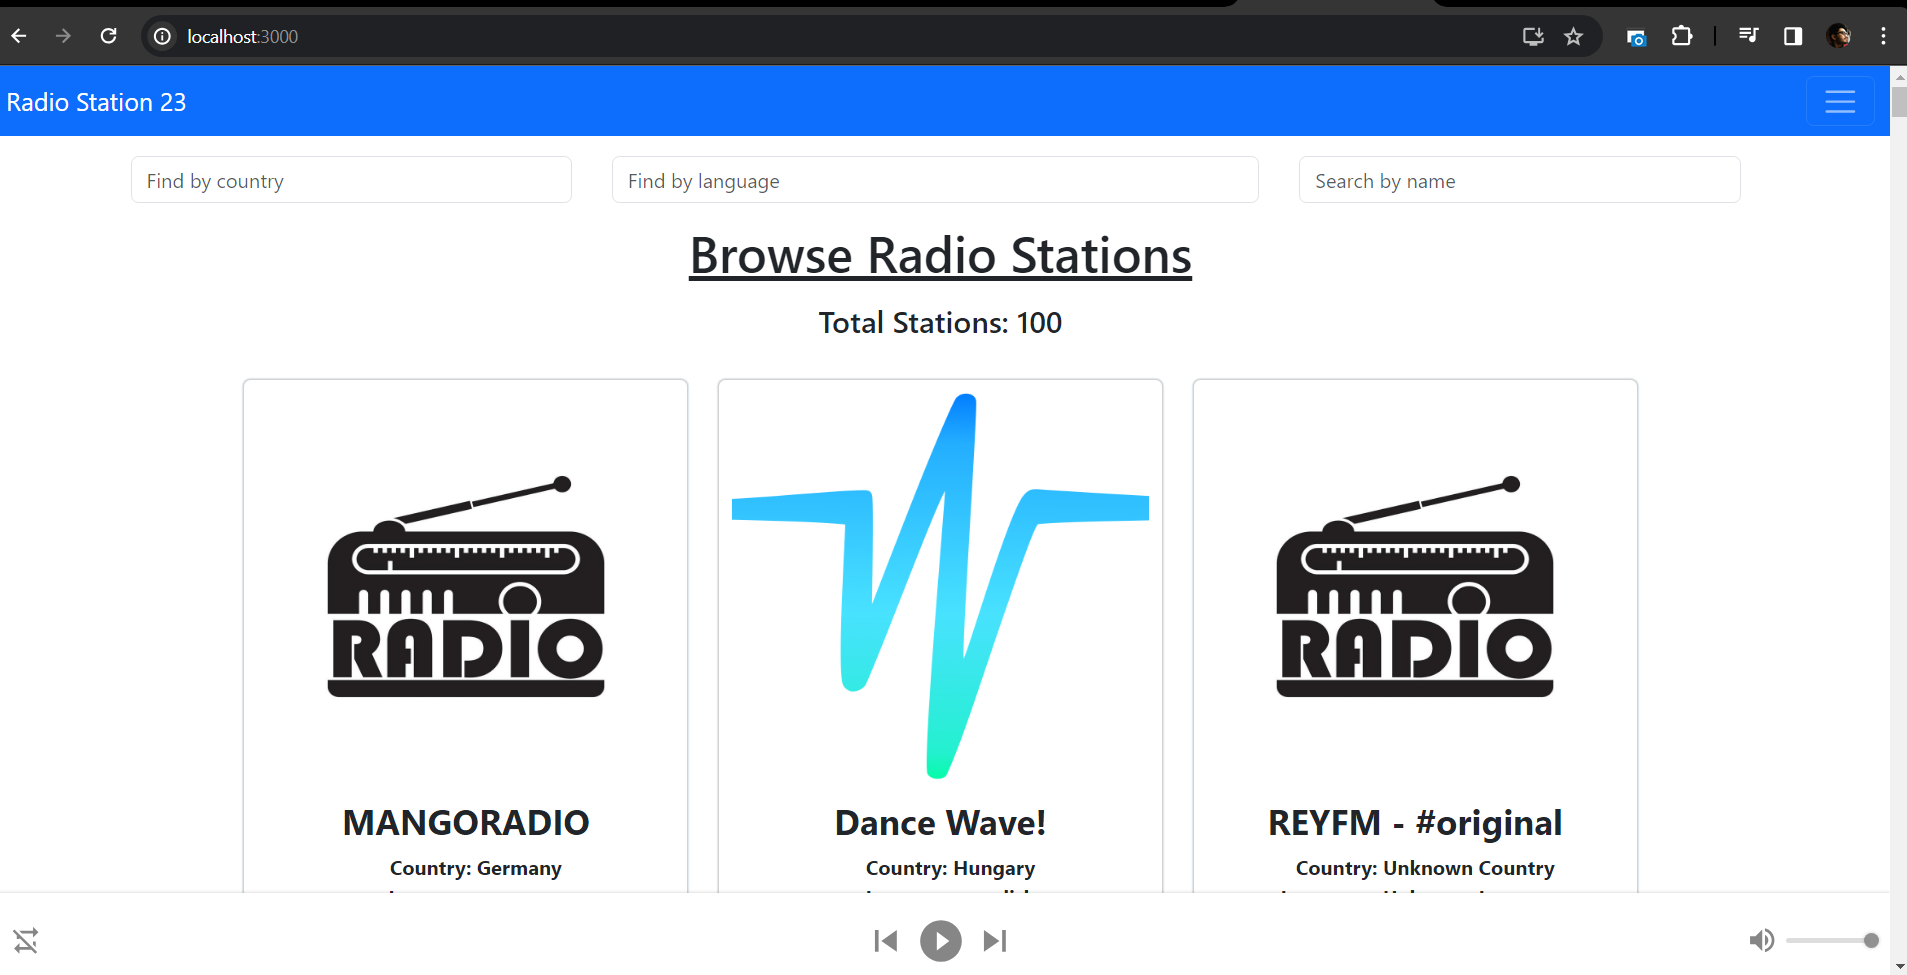 localhost:3000
Radio Station 23
Find by country
Find by language
Search by name
Browse Radio Stations
Total Stations: 100
RADIO
RADIO
MANGORADIO
Dance Wave!
REYFM - #original
Country: Germany
Country: Hungary
Country: Unknown Country